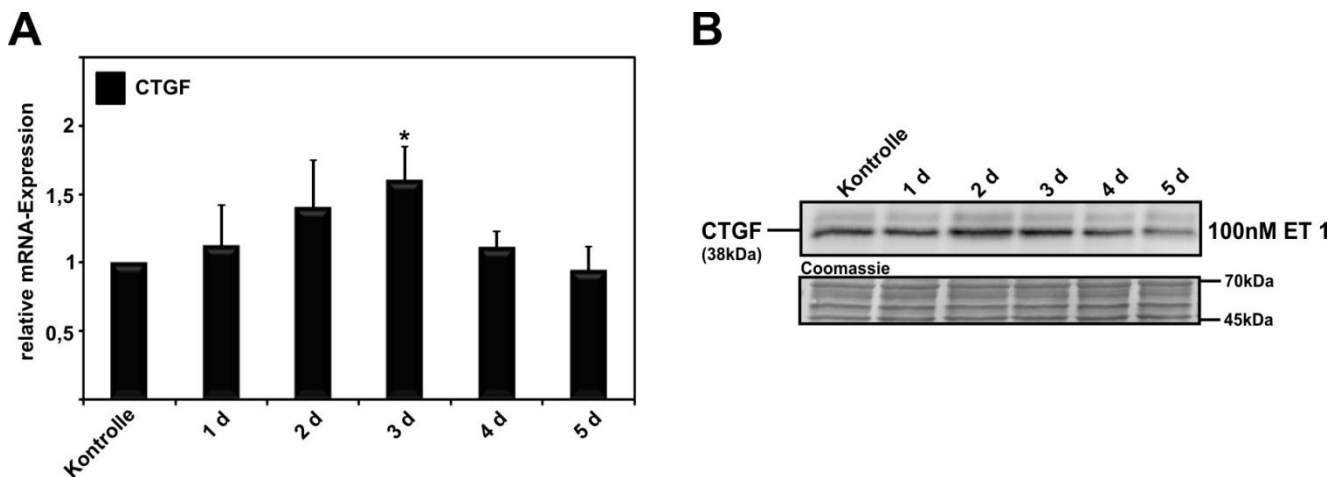 A
CTGF
relative mRNA-Expression
2
1.5
1
0,5
*
Kontrolle
1 d
2 d
3 d
4 d
5 d
B
Kontrolle
1 d
2 d
3 d
4 d
5 d
CTGF
(38kDa)
100nM ET 1
Coomassie
70kDa
45kDa